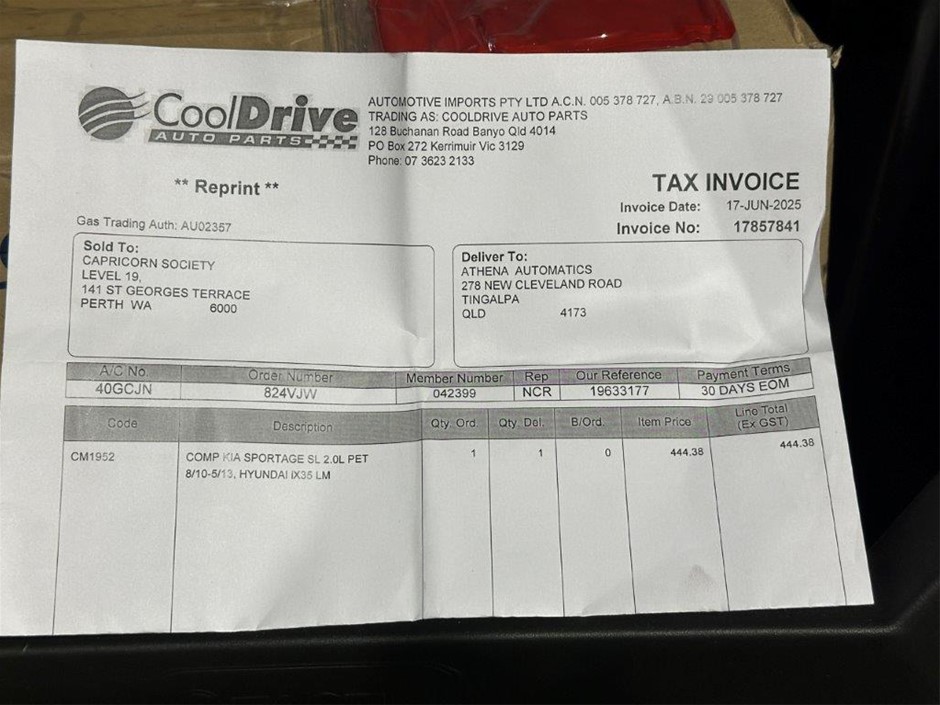 CoolDrive
AUTO PARTS
AUTOMOTIVE IMPORTS PTY LTD A.C.N. 005 378 727, A.B.N. 29 005 378 727
TRADING AS: COOLDRIVE AUTO PARTS
128 Buchanan Road Banyo Qld 4014
PO Box 272 Kerrimuir Vic 3129
Phone: 07 3623 2133
** Reprint **
TAX INVOICE
Invoice Date: 17-JUN-2025
Invoice No: 17857841
Gas Trading Auth: AU02357
Sold To:
CAPRICORN SOCIETY
LEVEL 19,
141 ST GEORGES TERRACE
PERTH WA 6000
Deliver To:
ATHENA AUTOMATICS
278 NEW CLEVELAND ROAD
TINGALPA
QLD 4173
A/C No. Order Number Member Number Rep Our Reference Payment Terms
40GCJN 824VJW 042399 NCR 19633177 30 DAYS EOM
Code Description Qty. Ord. Qty. Del. B/Ord. Item Price Line Total
(Ex GST)
CM1952 COMP KIA SPORTAGE SL 2.0L PET 1 1 0 444.38 444.38
8/10-5/13, HYUNDAI IX35 LM